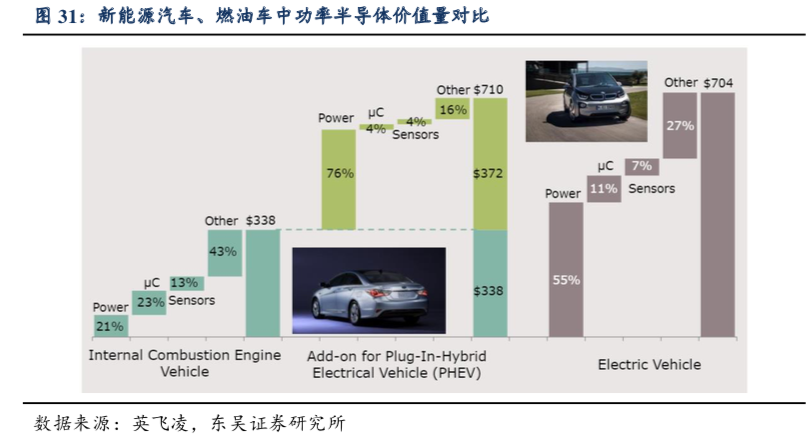 图 31：新能源汽车、燃油车中功率半导体价值量对比
Other $710
Other $704
Power
µC
4%
4%
16%
Sensors
27%
76%
$372
µC
7%
Power
11%
Sensors
Other $338
43%
µC
13%
Power
23%
Sensors
21%
55%
$338
Internal Combustion Engine
Vehicle
Add-on for Plug-In-Hybrid
Electrical Vehicle (PHEV)
Electric Vehicle
数据来源：英飞凌，东吴证券研究所